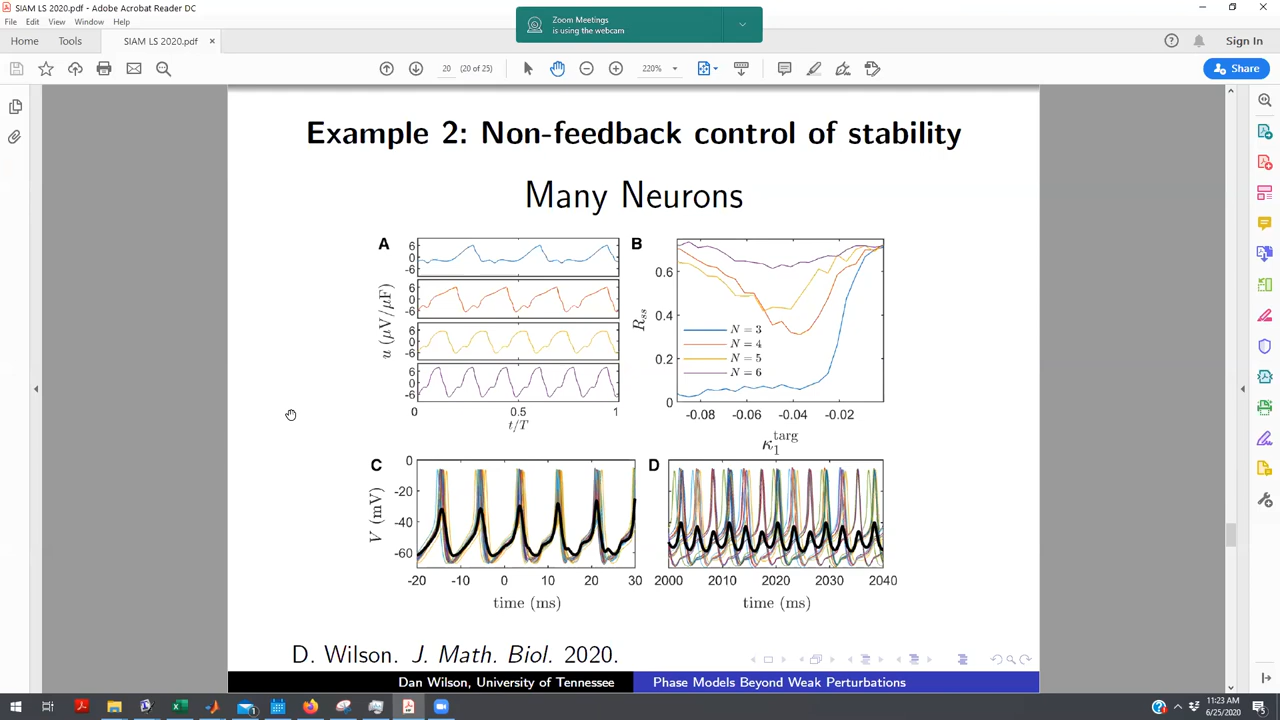 SIAM LS 2020.pdf - Adobe Acrobat Reader DC
File Edit View Window Help
Zoom Meetings
is using the webcam
Home Tools SIAM LS 2020.pdf × Sign In
20 (20 of 25) 220% Share
Example 2: Non-feedback control of stability
Many Neurons
A
6
0
-6
6
0
-6
6
0
-6
6
0
-6
u (μV/μF)
0 0.5 1
t/T
B
0.6
0.4
0.2
0
R_ss
N = 3
N = 4
N = 5
N = 6
-0.08 -0.06 -0.04 -0.02
κ₁^targ
C
0
-20
-40
-60
V (mV)
-20 -10 0 10 20 30
time (ms)
D
2000 2010 2020 2030 2040
time (ms)
D. Wilson. J. Math. Biol. 2020.
Dan Wilson, University of Tennessee Phase Models Beyond Weak Perturbations
11:23 AM
6/25/2020